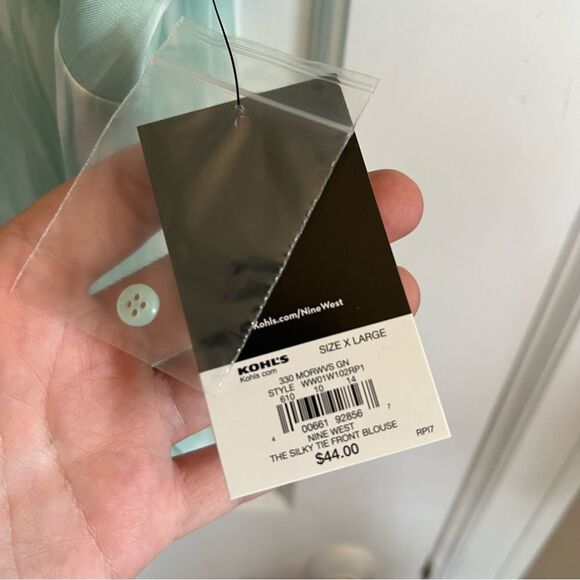 Kohls.com/NineWest
KOHL'S
Kohls com
SIZE X LARGE
330 MORWVS GN
STYLE WW01W102RP1
610 10 14
4 00661 92856 7
NINE WEST
THE SILKY TIE FRONT BLOUSE
$44.00
RPI7